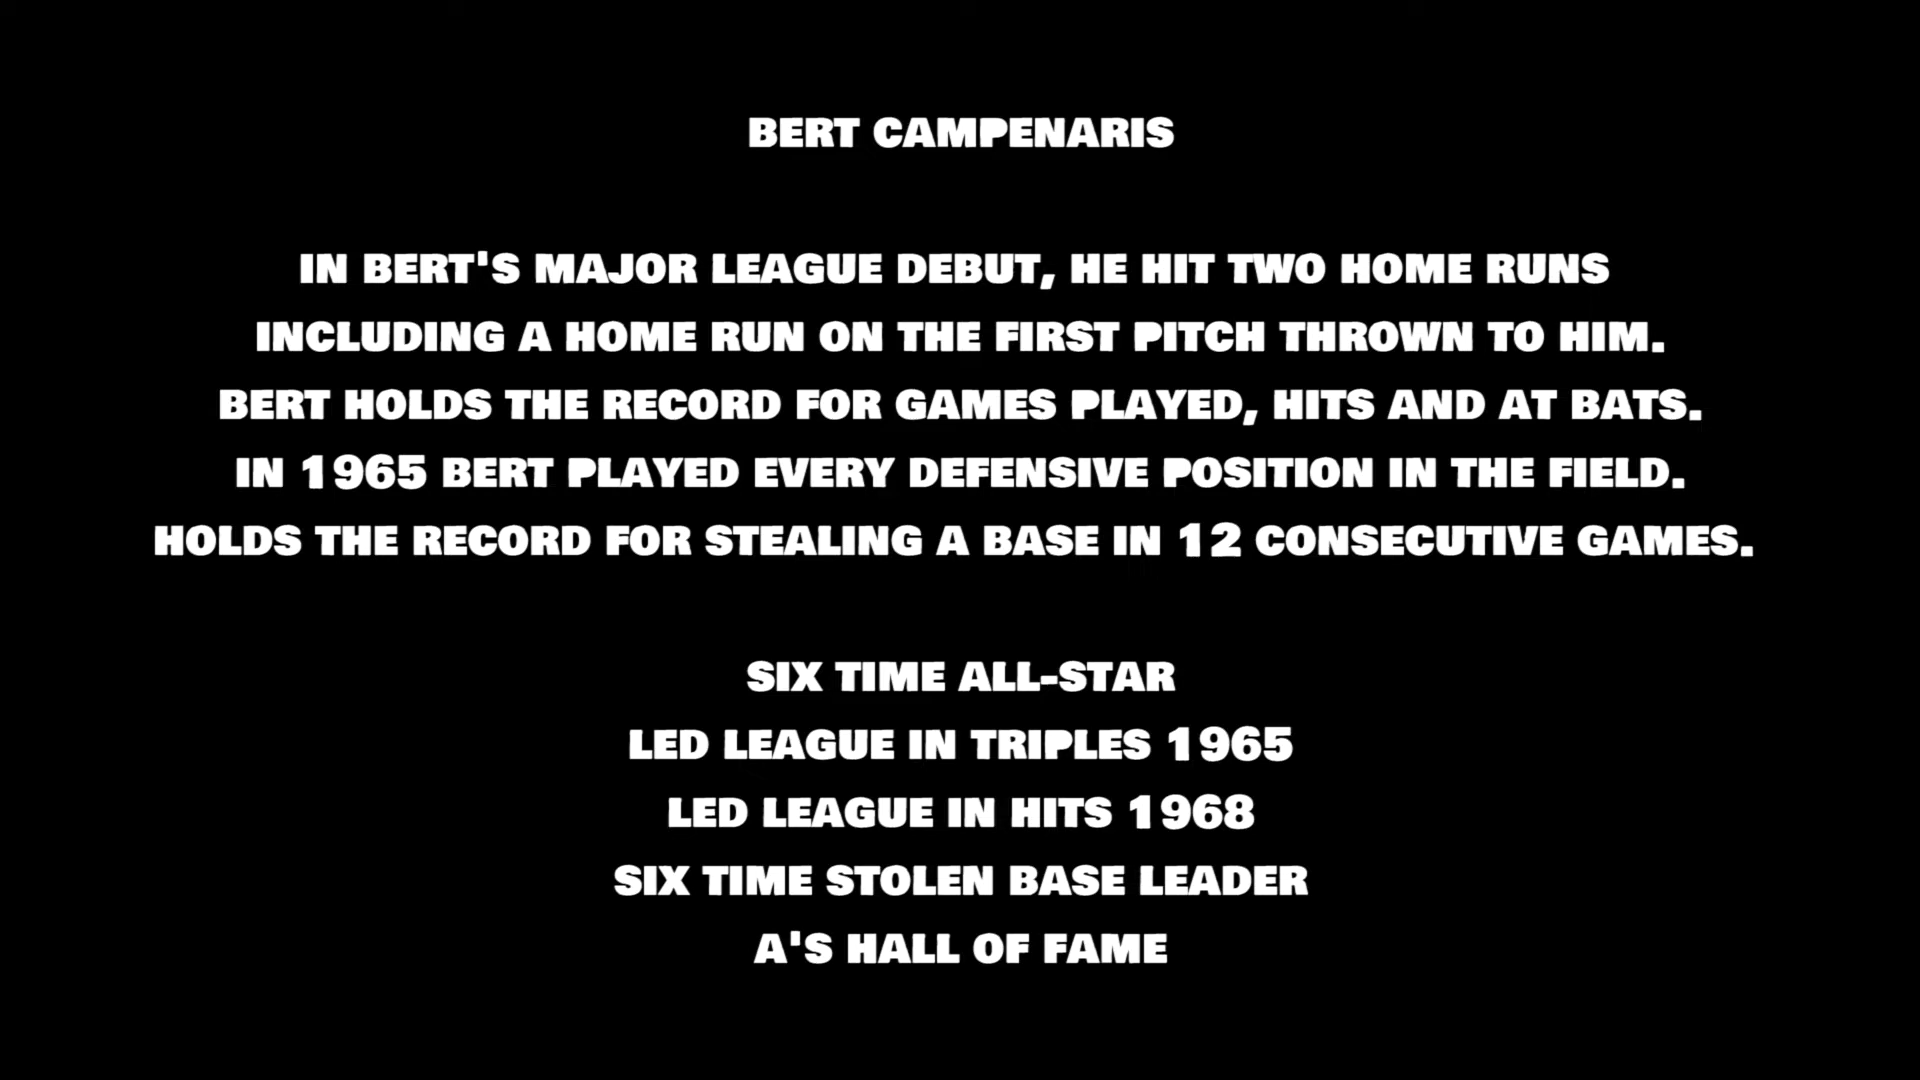 BERT CAMPENARIS
IN BERT'S MAJOR LEAGUE DEBUT, HE HIT TWO HOME RUNS
INCLUDING A HOME RUN ON THE FIRST PITCH THROWN TO HIM.
BERT HOLDS THE RECORD FOR GAMES PLAYED, HITS AND AT BATS.
IN 1965 BERT PLAYED EVERY DEFENSIVE POSITION IN THE FIELD.
HOLDS THE RECORD FOR STEALING A BASE IN 12 CONSECUTIVE GAMES.
SIX TIME ALL-STAR
LED LEAGUE IN TRIPLES 1965
LED LEAGUE IN HITS 1968
SIX TIME STOLEN BASE LEADER
A'S HALL OF FAME